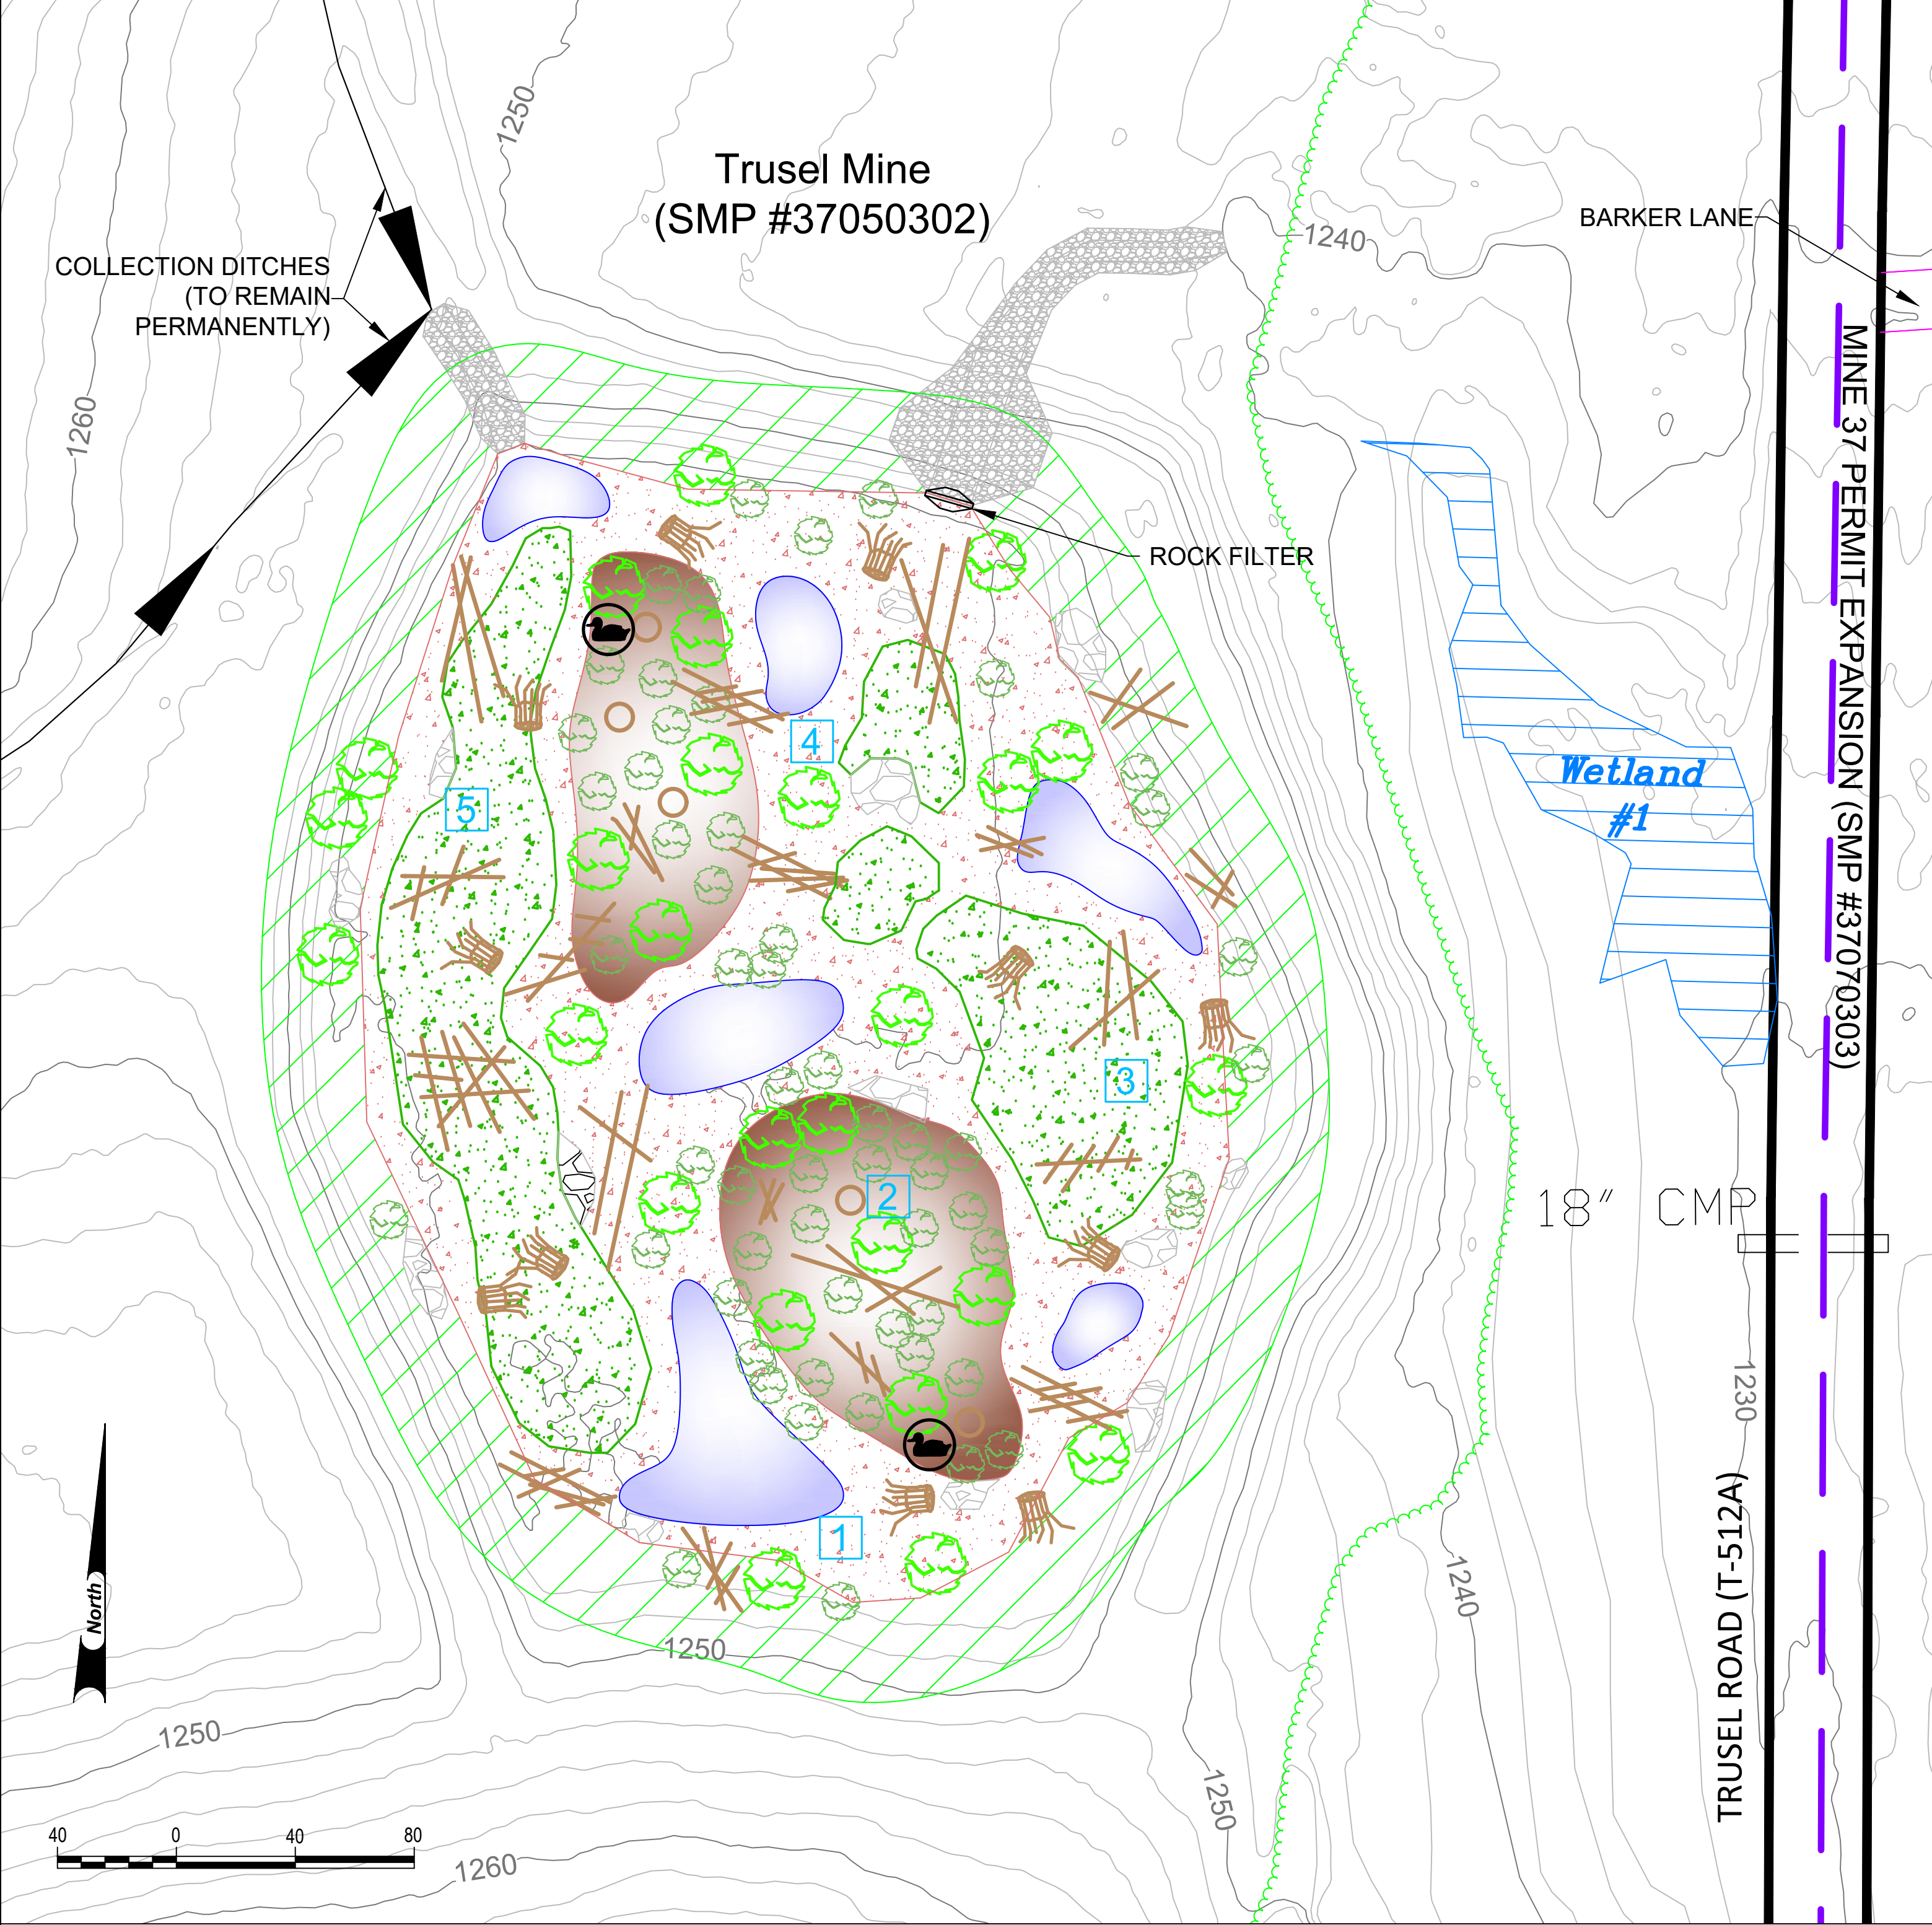 1250
Trusel Mine
(SMP #37050302)
BARKER LANE
1240
COLLECTION DITCHES
(TO REMAIN
PERMANENTLY)
1260
MINE 37 PERMIT EXPANSION (SMP #37070303)
ROCK FILTER
4
Wetland
#1
5
3
2
18" CMP
1230
1
TRUSEL ROAD (T-512A)
1240
North
1250
1250
1250
40 0 40 80
1260